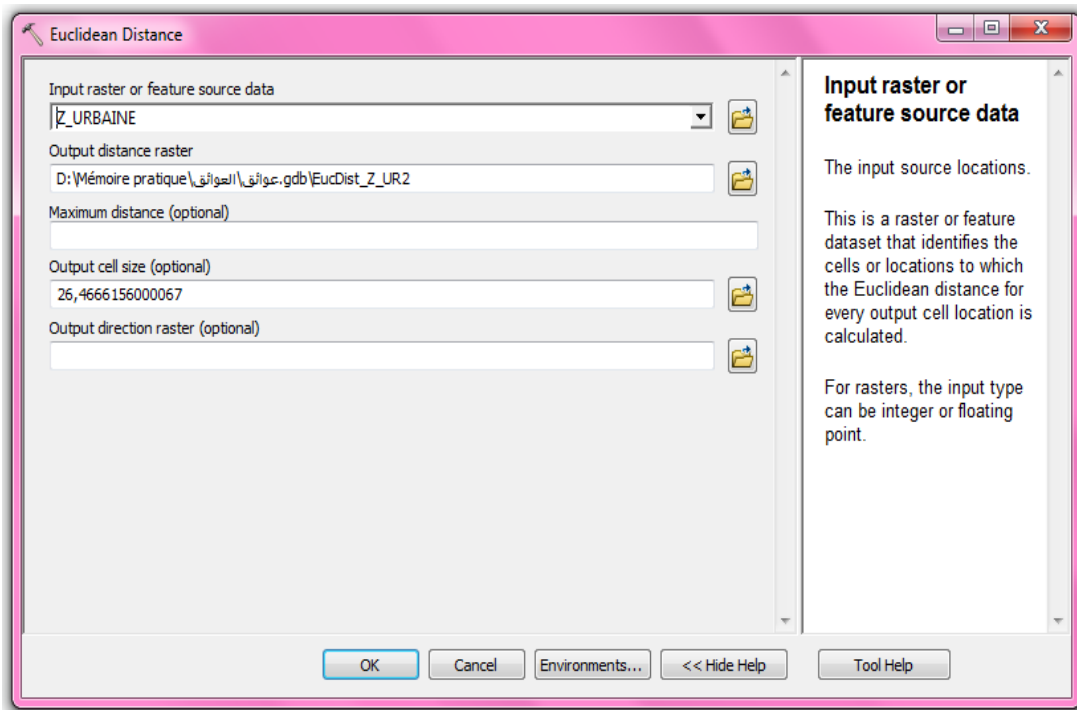 Euclidean Distance
Input raster or feature source data
Z_URBAINE
Output distance raster
D:\Mémoire pratique\عوائق\العوائق.gdb\EucDist_Z_UR2
Maximum distance (optional)
Output cell size (optional)
26,4666156000067
Output direction raster (optional)
OK
Cancel
Environments...
<< Hide Help
Input raster or
feature source data
The input source locations.
This is a raster or feature
dataset that identifies the
cells or locations to which
the Euclidean distance for
every output cell location is
calculated.
For rasters, the input type
can be integer or floating
point.
Tool Help